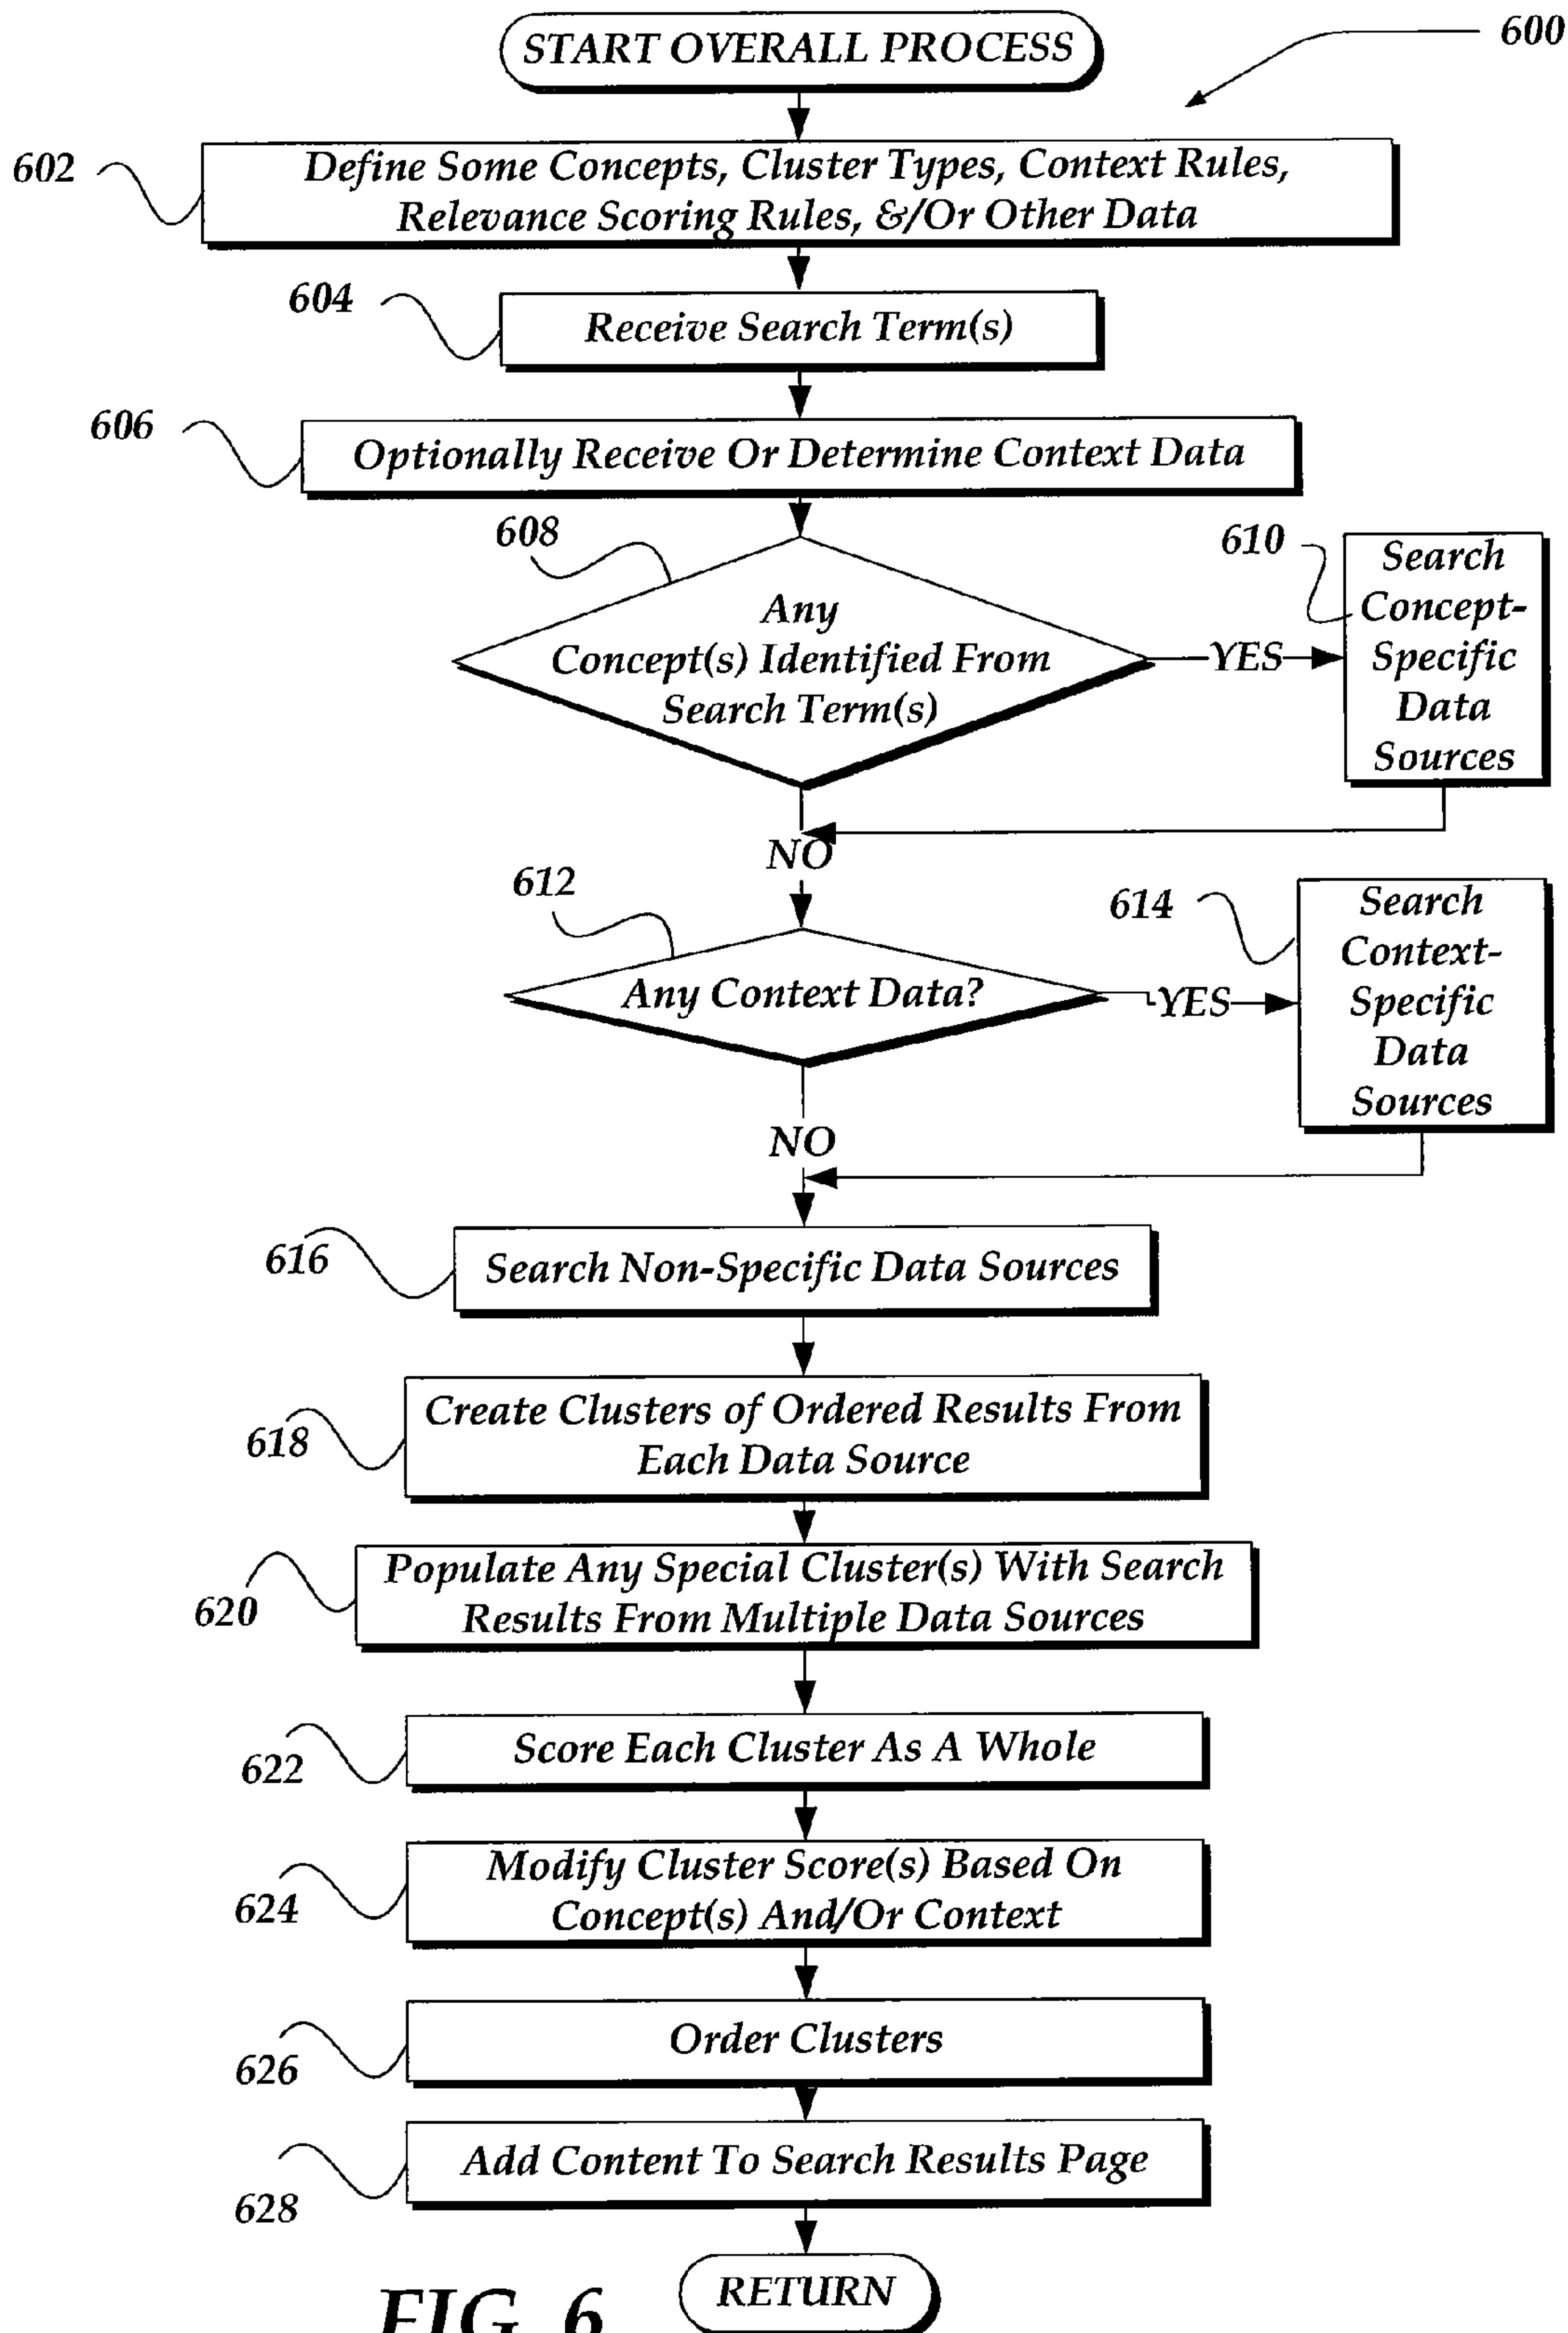 START OVERALL PROCESS
600
602
Define Some Concepts, Cluster Types, Context Rules,
Relevance Scoring Rules, &/Or Other Data
604
Receive Search Term(s)
606
Optionally Receive Or Determine Context Data
608
Any
Concept(s) Identified From
Search Term(s)
YES
610
Search
Concept-
Specific
Data
Sources
NO
612
Any Context Data?
YES
614
Search
Context-
Specific
Data
Sources
NO
616
Search Non-Specific Data Sources
618
Create Clusters of Ordered Results From
Each Data Source
620
Populate Any Special Cluster(s) With Search
Results From Multiple Data Sources
622
Score Each Cluster As A Whole
624
Modify Cluster Score(s) Based On
Concept(s) And/Or Context
626
Order Clusters
628
Add Content To Search Results Page
RETURN
FIG. 6